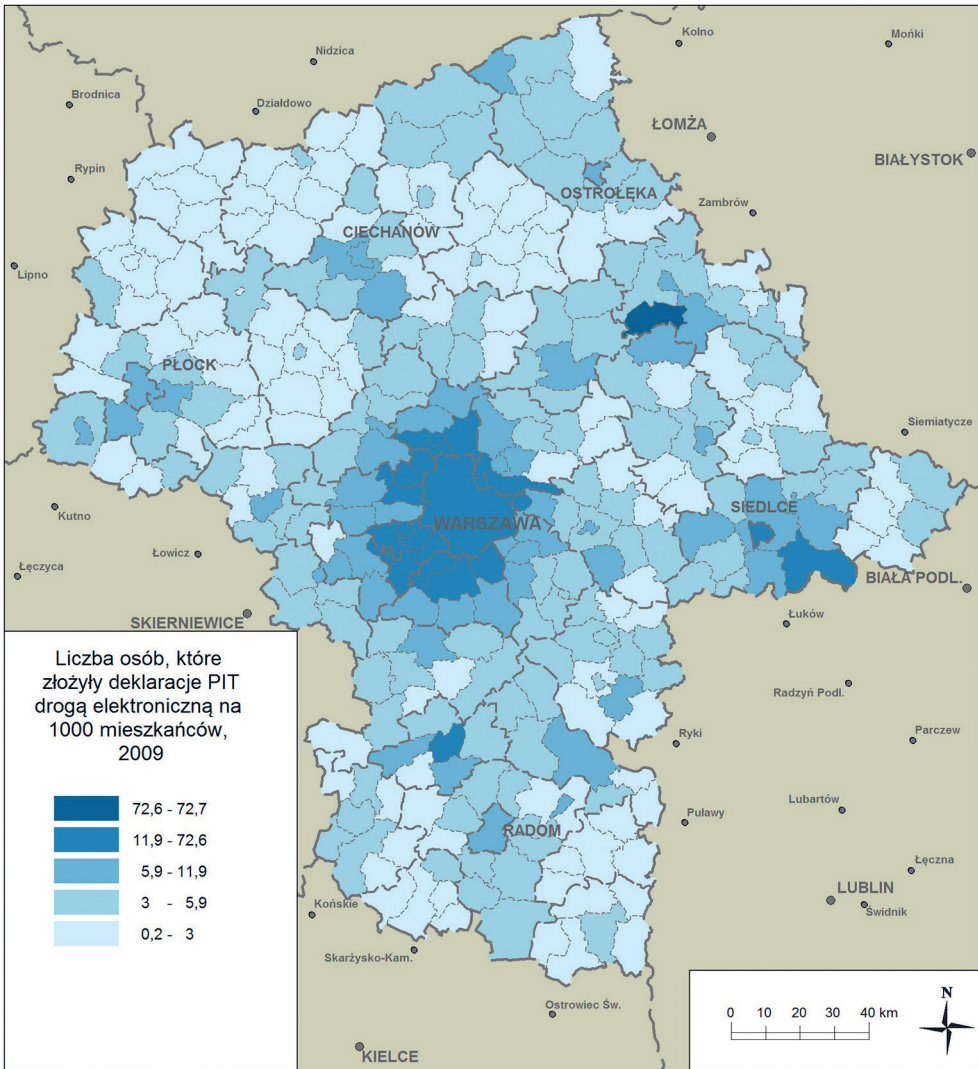 Kolno
Mońki
Nidzica
Brodnica
Działdowo
ŁOMŻA
BIAŁYSTOK
Rypin
OSTROŁĘKA
Zambrów
CIECHANÓW
Lipno
PŁOCK
Siemiatycze
Kutno
SIEDLCE
WARSZAWA
Łowicz
Łęczyca
BIAŁA PODL.
SKIERNIEWICE
Łuków
Liczba osób, które
złożyły deklaracje PIT
drogą elektroniczną na
1000 mieszkańców,
2009
72,6 - 72,7
11,9 - 72,6
5,9 - 11,9
3 - 5,9
0,2 - 3
Radzyń Podl.
Ryki
Parczew
Lubartów
Puławy
RADOM
Łęczna
LUBLIN
Świdnik
Końskie
Skarżysko-Kam.
Ostrowiec Św.
KIELCE
N
0 10 20 30 40 km